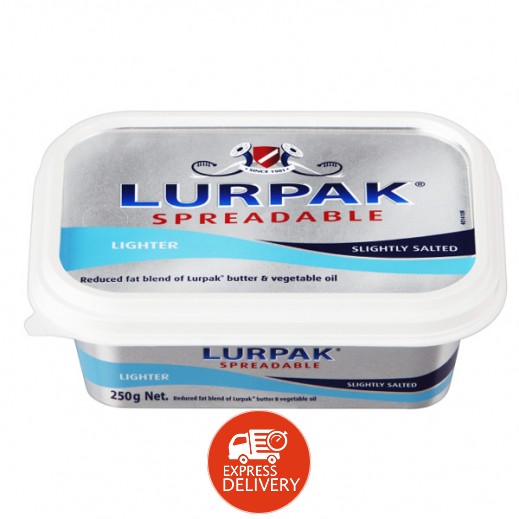 SINCE 1901
LURPAK®
SPREADABLE
LIGHTER
SLIGHTLY SALTED
Reduced fat blend of Lurpak® butter & vegetable oil
LURPAK®
SPREADABLE
LIGHTER
SLIGHTLY SALTED
250g Net. Reduced fat blend of Lurpak® butter & vegetable oil
EXPRESS
DELIVERY